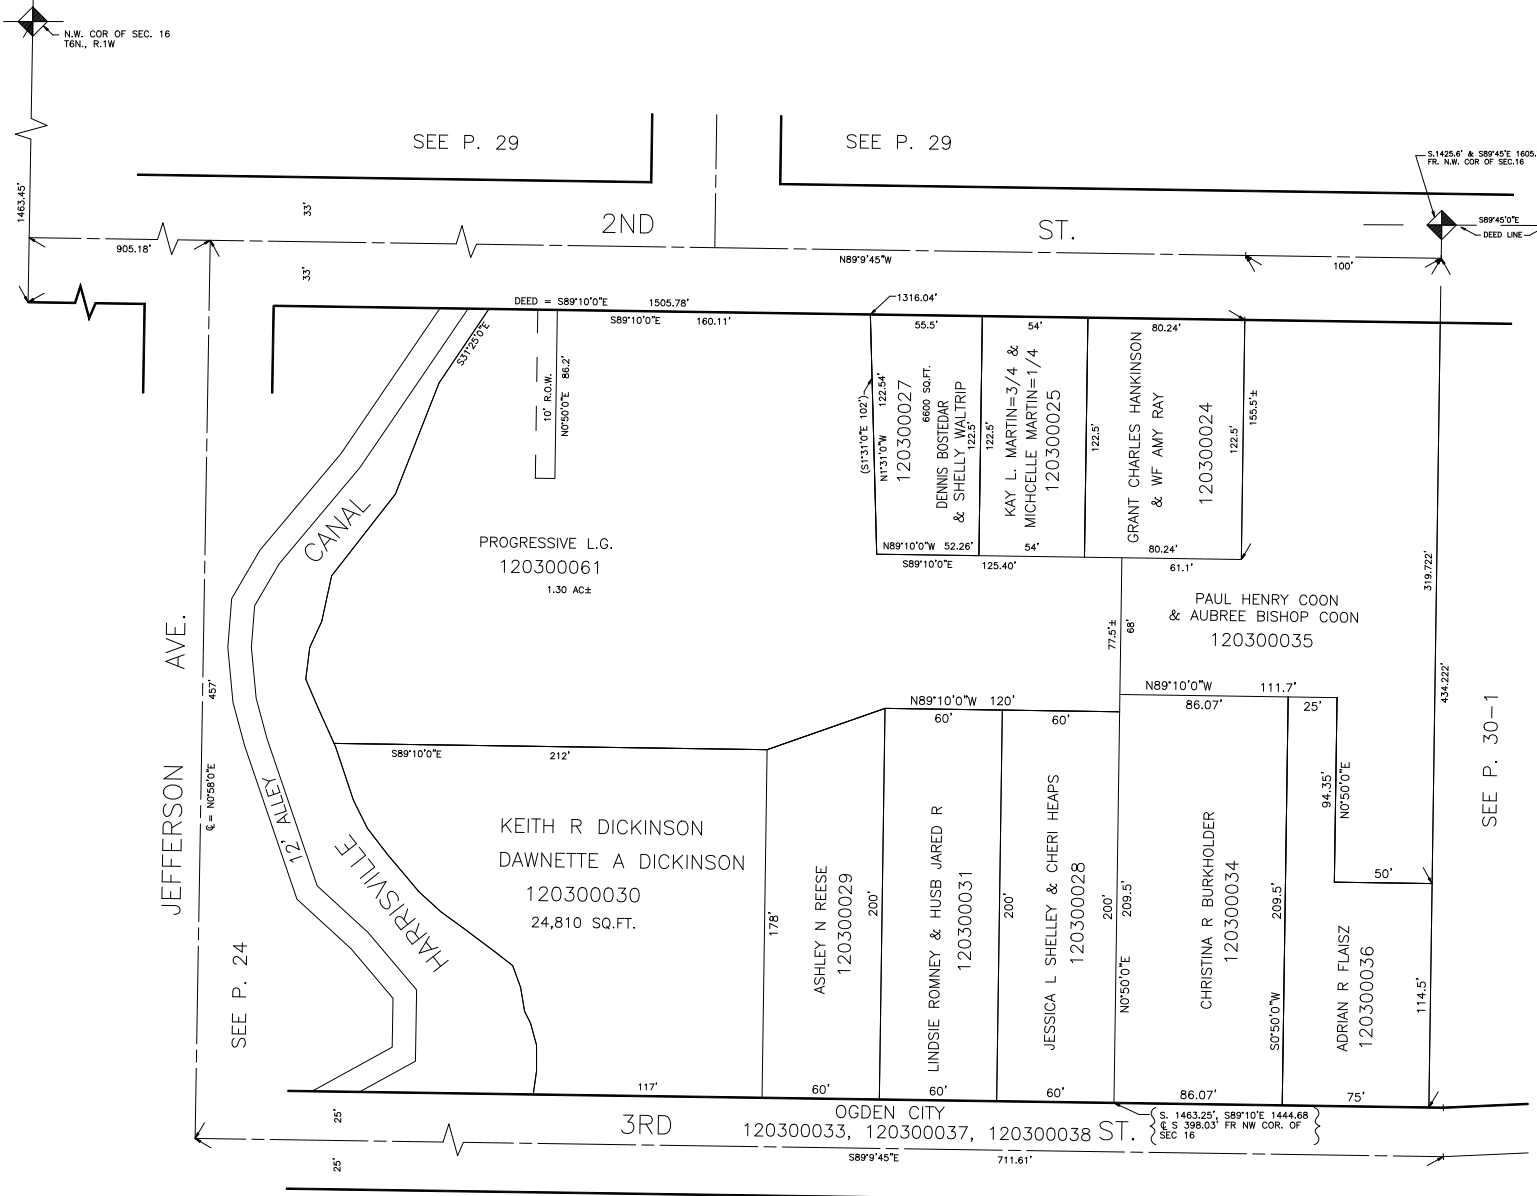 N.W. COR OF SEC. 16
T6N., R.1W
SEE P. 29
SEE P. 29
S.1425.6' & S89°45'E 1605.
FR. N.W. COR OF SEC.16
1463.45'
33'
2ND
ST.
S89°45'0"E
DEED LINE
905.18'
N89°9'45"W
100'
33'
DEED = S89°10'0"E 1505.78'
1316.04'
S89°10'0"E 160.11'
55.5'
54'
80.24'
S31°25'0"E
10' R.O.W.
N0°50'0"E 86.2'
(S1°31'0"E 102')
N1°31'0"W 122.54'
120300027
6600 SQ.FT.
DENNIS BOSTEDAR
& SHELLY WALTRIP
122.5'
122.5'
KAY L. MARTIN=3/4 &
MICHCELLE MARTIN=1/4
120300025
122.5'
GRANT CHARLES HANKINSON
& WF AMY RAY
120300024
122.5'
155.5'±
CANAL
PROGRESSIVE L.G.
120300061
1.30 AC±
N89°10'0"W 52.26'
54'
80.24'
S89°10'0"E 125.40'
61.1'
319.722'
PAUL HENRY COON
& AUBREE BISHOP COON
120300035
77.5'±
68'
JEFFERSON AVE.
457'
℄ = N0°58'0"E
434.222'
SEE P. 30-1
N89°10'0"W 111.7'
N89°10'0"W 120'
86.07'
25'
60'
60'
S89°10'0"E
212'
94.35'
N0°50'0"E
12' ALLEY
HARRISVILLE
KEITH R DICKINSON
DAWNETTE A DICKINSON
120300030
24,810 SQ.FT.
178'
ASHLEY N REESE
120300029
200'
LINDSIE ROMNEY & HUSB JARED R
120300031
200'
JESSICA L SHELLEY & CHERI HEAPS
120300028
200'
209.5'
N0°50'0"E
CHRISTINA R BURKHOLDER
120300034
209.5'
S0°50'0"W
50'
ADRIAN R FLAISZ
120300036
114.5'
SEE P. 24
117'
60'
60'
60'
86.07'
75'
25'
3RD
OGDEN CITY
120300033, 120300037, 120300038
ST.
S. 1463.25', S89°10'E 1444.68
℄ S 398.03' FR NW COR. OF
SEC 16
25'
S89°9'45"E
711.61'